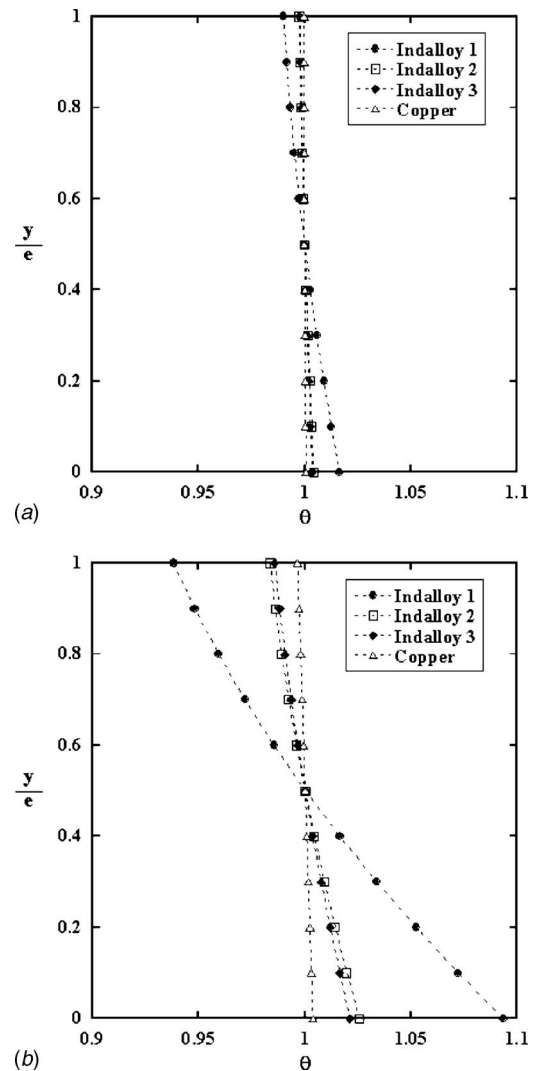 1
0.8
0.6
y
e
0.4
0.2
0
Indalloy 1
Indalloy 2
Indalloy 3
Copper
0.9 0.95 1 1.05 1.1
(a) θ
1
0.8
0.6
y
e
0.4
0.2
0
Indalloy 1
Indalloy 2
Indalloy 3
Copper
0.9 0.95 1 1.05 1.1
(b) θ